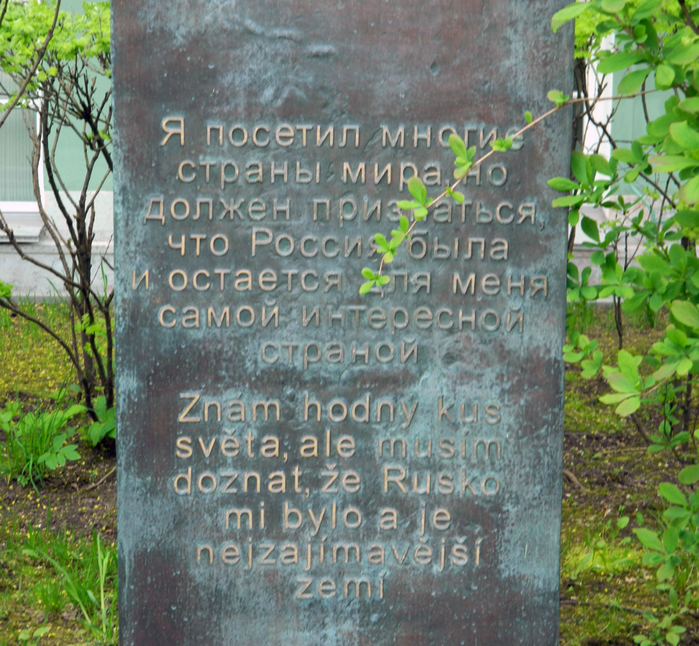 Я посетил многие
страны мира, но
должен признаться,
что Россия была
и остается для меня
самой интересной
страной
Znám hodny kus
světa, ale musím
doznat, že Rusko
mi bylo a je
nejzajímavější
zemí